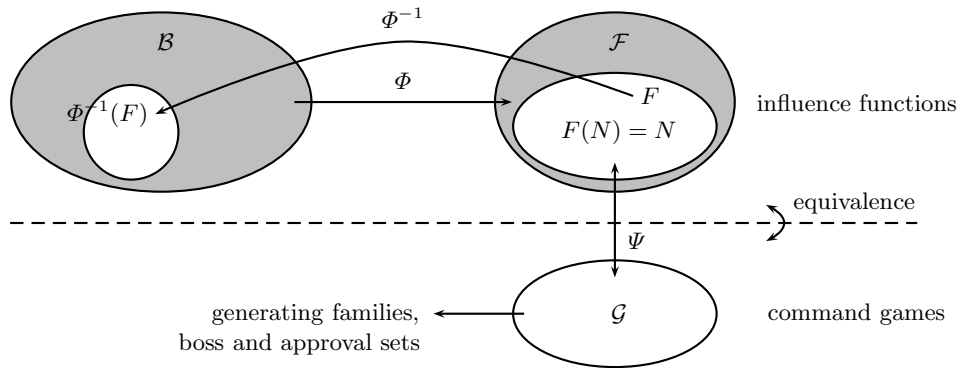 Φ⁻¹
ℬ
ℱ
Φ
Φ⁻¹(F)
F
influence functions
F(N) = N
equivalence
Ψ
generating families,
𝒢
command games
boss and approval sets